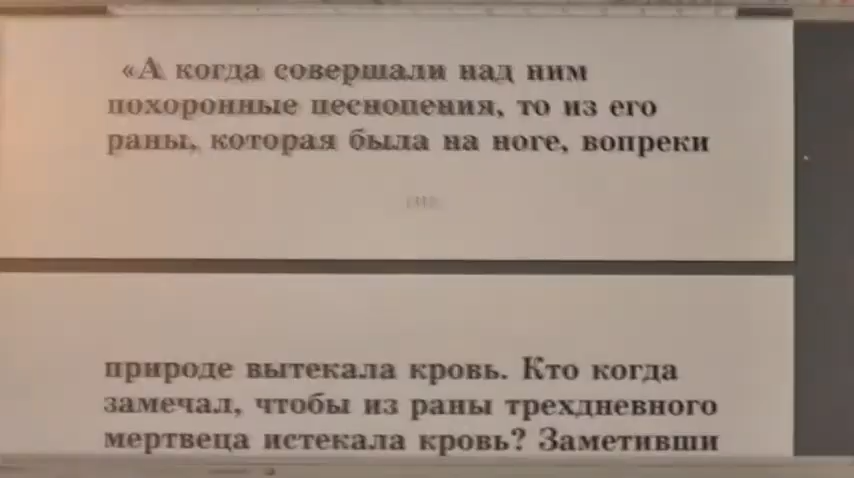 «А когда совершали над ним
похоронные песнопения, то из его
раны, которая была на ноге, вопреки
природе вытекала кровь. Кто когда
замечал, чтобы из раны трехдневного
мертвеца истекала кровь? Заметивши